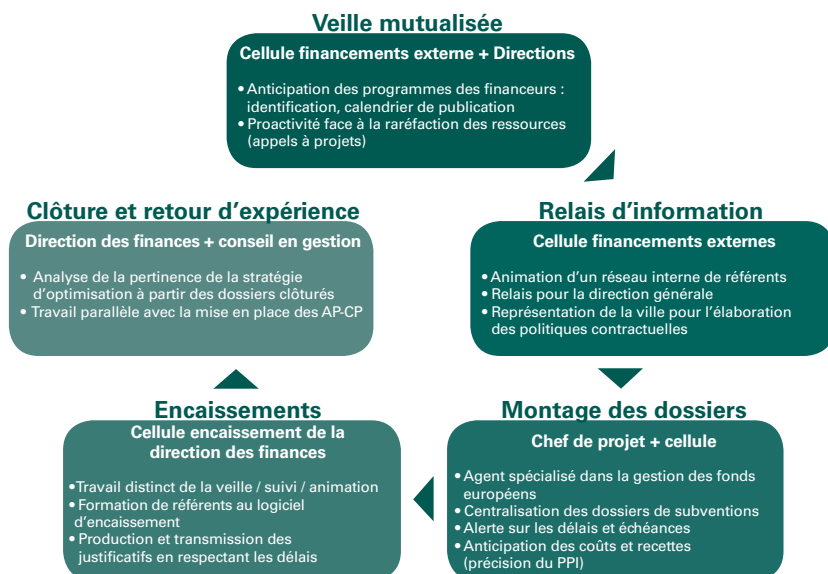 Veille mutualisée
Cellule financements externe + Directions
• Anticipation des programmes des financeurs :
identification, calendrier de publication
• Proactivité face à la raréfaction des ressources
(appels à projets)
Relais d’information
Cellule financements externes
• Animation d’un réseau interne de référents
• Relais pour la direction générale
• Représentation de la ville pour l’élaboration
des politiques contractuelles
Montage des dossiers
Chef de projet + cellule
• Agent spécialisé dans la gestion des fonds
européens
• Centralisation des dossiers de subventions
• Alerte sur les délais et échéances
• Anticipation des coûts et recettes
(précision du PPI)
Encaissements
Cellule encaissement de la
direction des finances
• Travail distinct de la veille / suivi / animation
• Formation de référents au logiciel
d’encaissement
• Production et transmission des
justificatifs en respectant les délais
Clôture et retour d’expérience
Direction des finances + conseil en gestion
• Analyse de la pertinence de la stratégie
d’optimisation à partir des dossiers clôturés
• Travail parallèle avec la mise en place des AP-CP